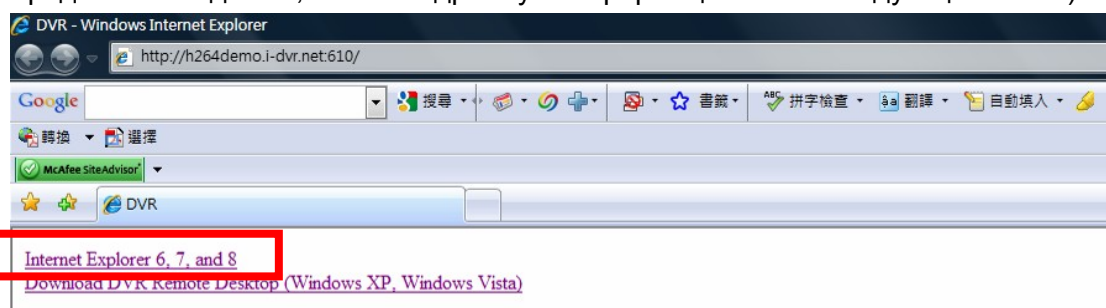 DVR - Windows Internet Explorer
http://h264demo.i-dvr.net:610/
Google 搜尋 書籤 ABC 拼字檢查 翻譯 自動填入
轉換 選擇
McAfee SiteAdvisor
DVR
Internet Explorer 6, 7, and 8
Download DVR Remote Desktop (Windows XP, Windows Vista)